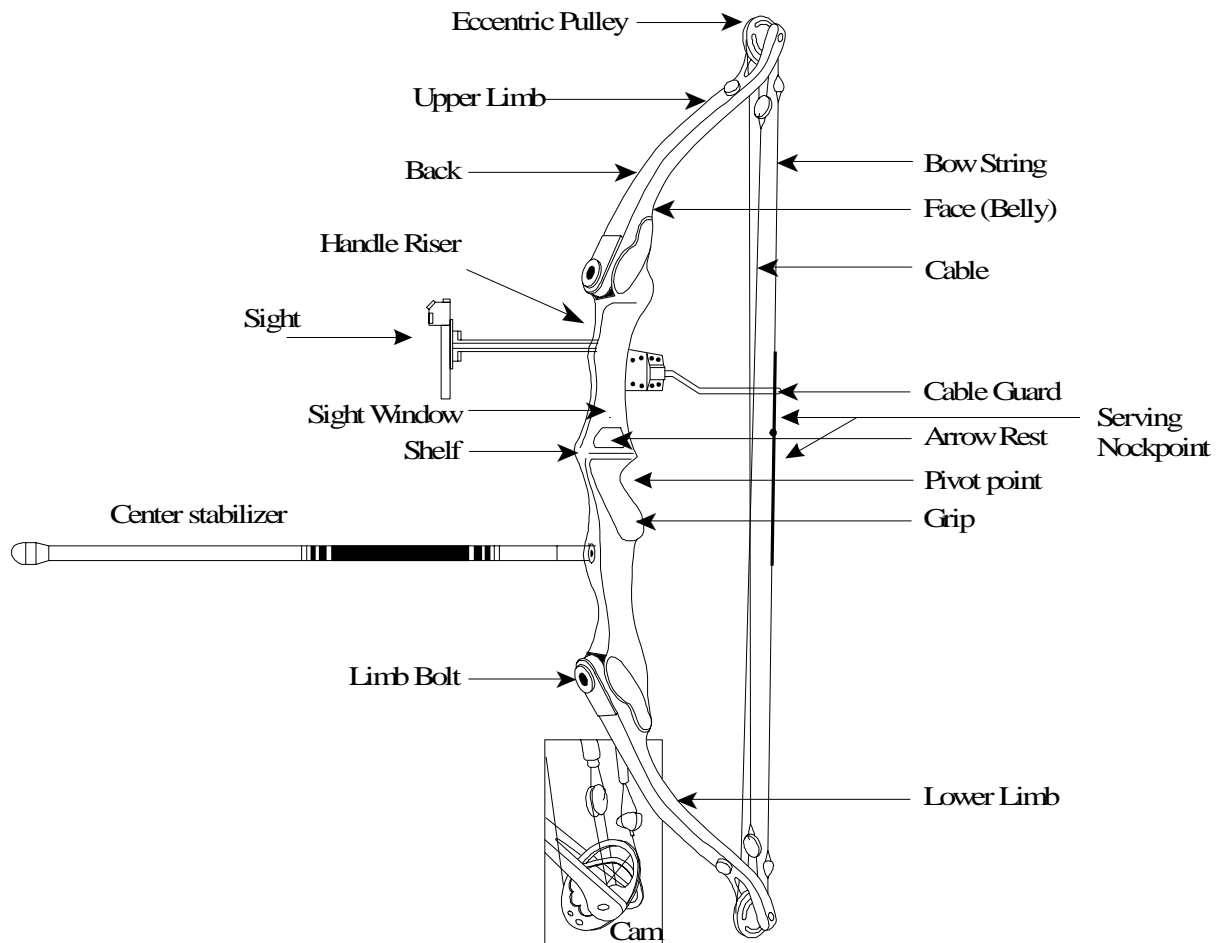 Eccentric Pulley
Upper Limb
Back
Bow String
Face (Belly)
Handle Riser
Cable
Sight
Cable Guard
Sight Window
Serving
Arrow Rest
Shelf
Nockpoint
Pivot point
Center stabilizer
Grip
Limb Bolt
Lower Limb
Cam